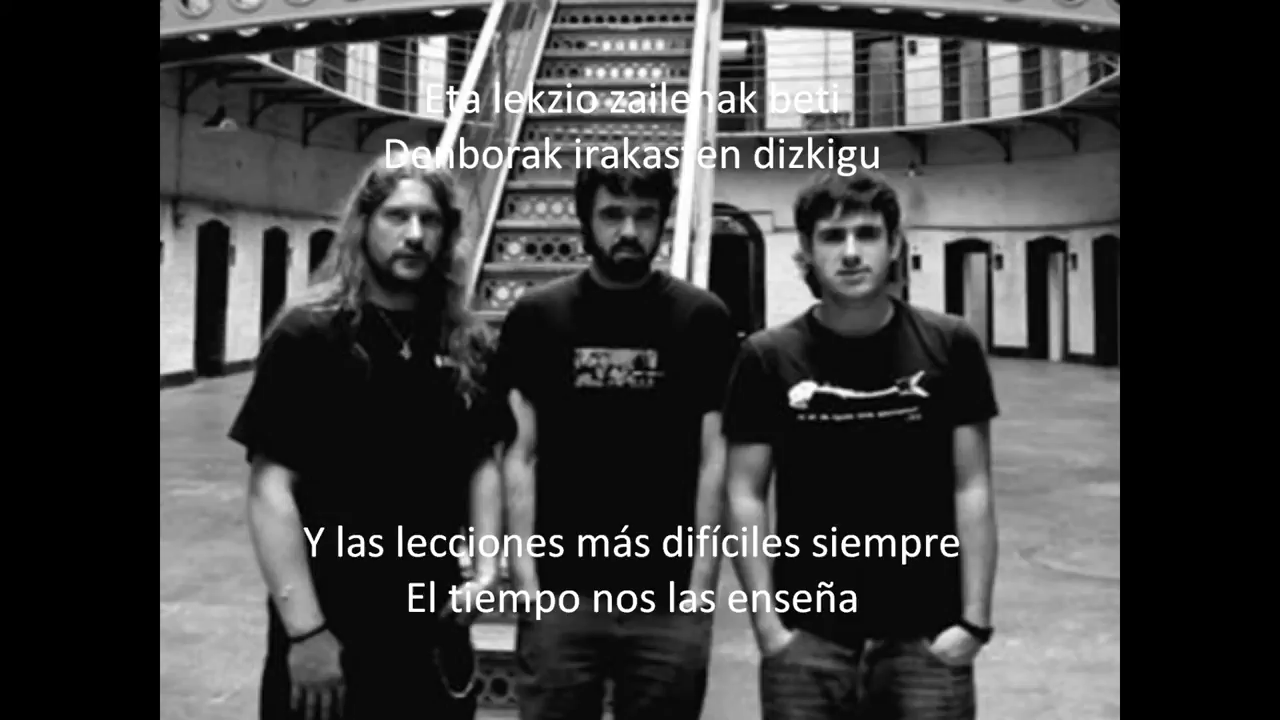 Eta lekzio zailenak beti
Denborak irakasten dizkigu
Y las lecciones más difíciles siempre
El tiempo nos las enseña